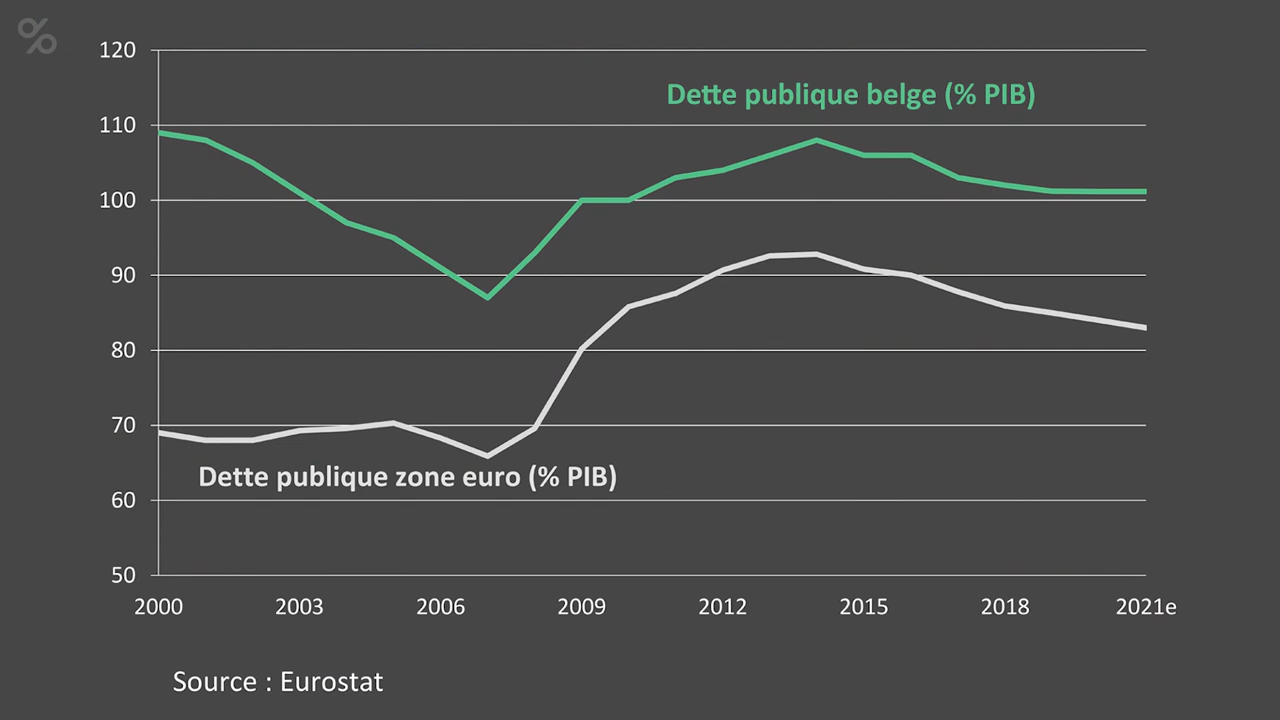 %
120
Dette publique belge (% PIB)
110
100
90
80
70
Dette publique zone euro (% PIB)
60
50
2000 2003 2006 2009 2012 2015 2018 2021e
Source : Eurostat